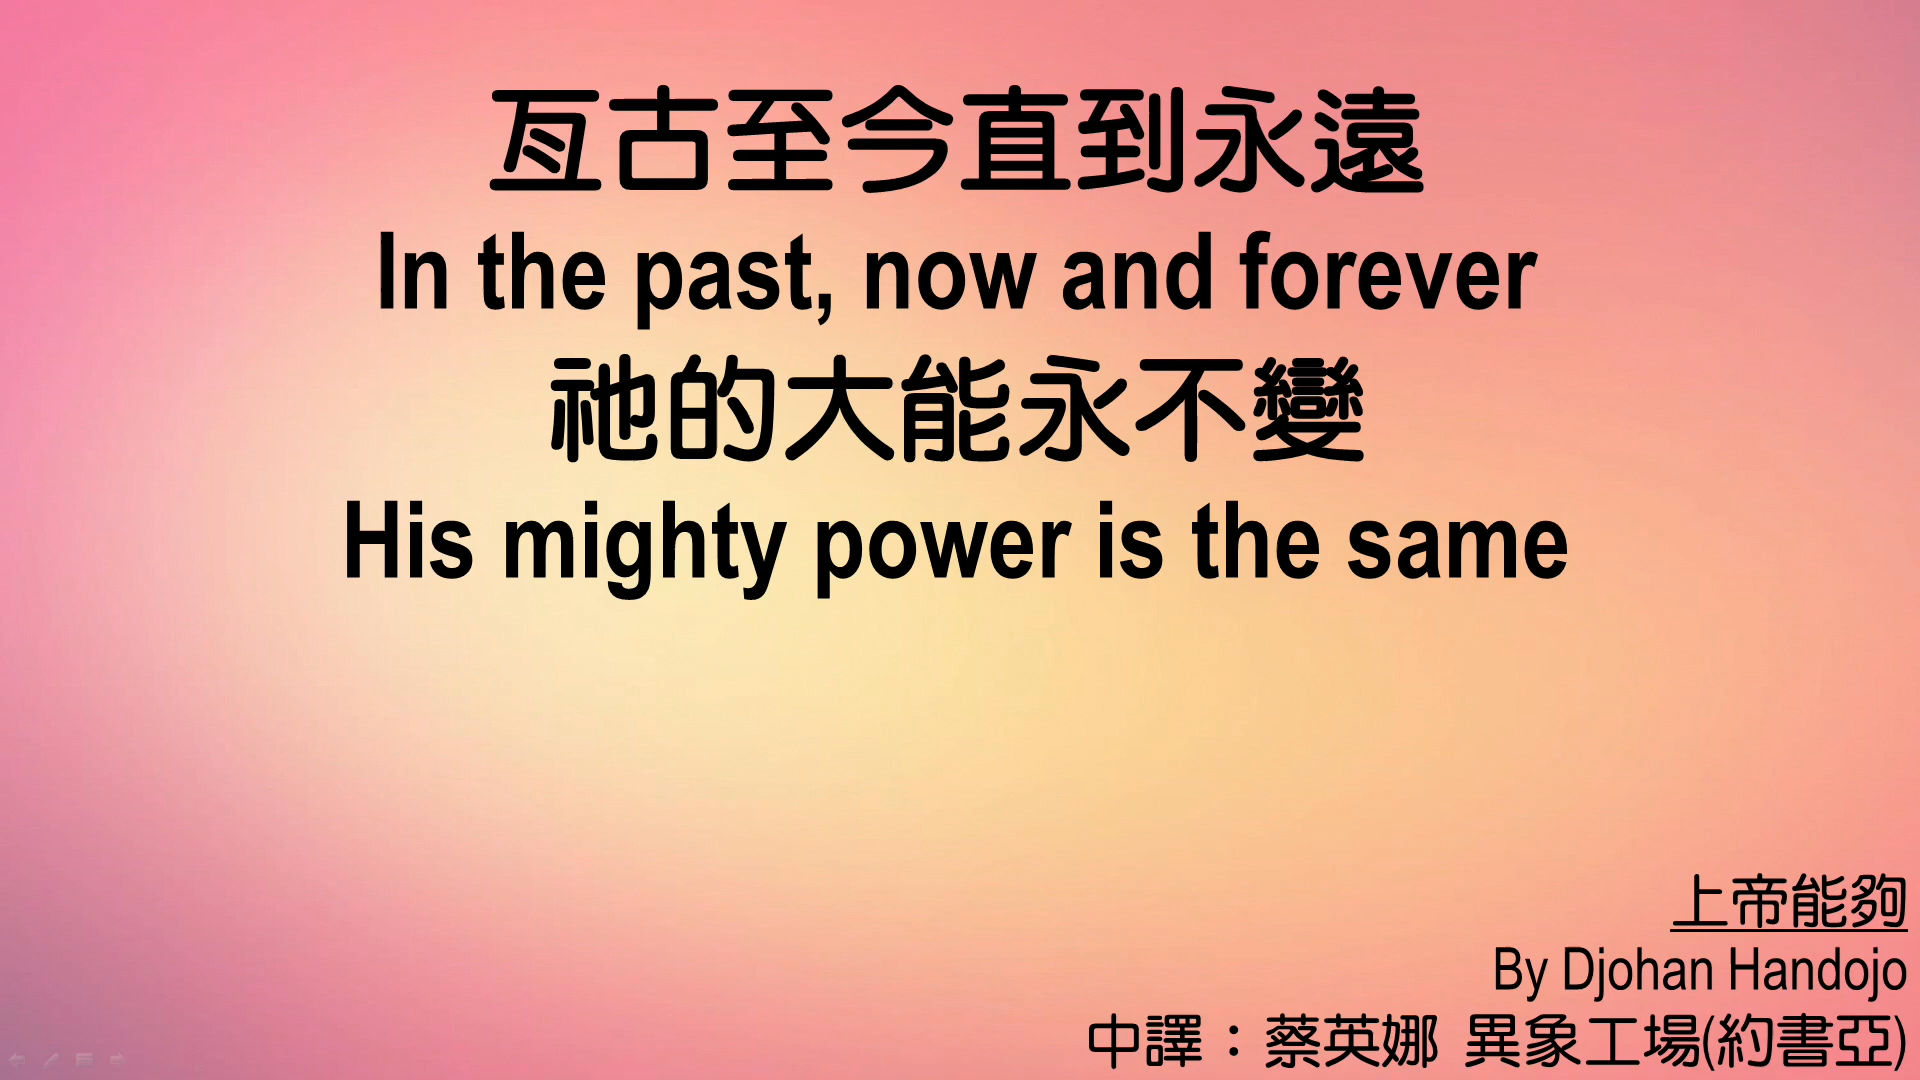 亙古至今直到永遠
In the past, now and forever
祂的大能永不變
His mighty power is the same
上帝能夠
By Djohan Handojo
中譯：蔡英娜 異象工場(約書亞)